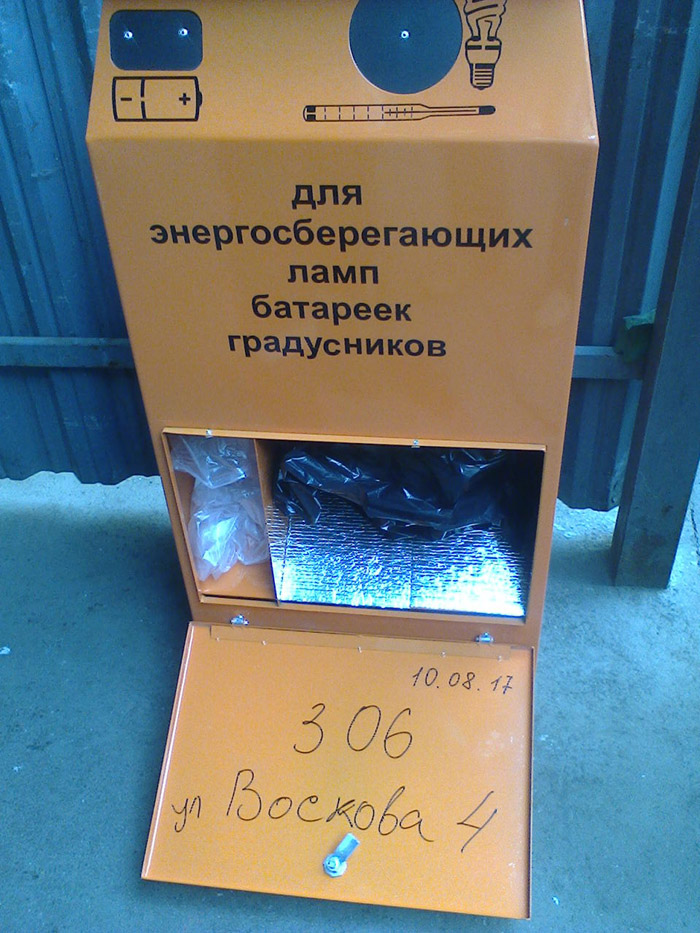 - +
для
энергосберегающих
ламп
батареек
градусников
10.08.17
306
ул Воскова 4